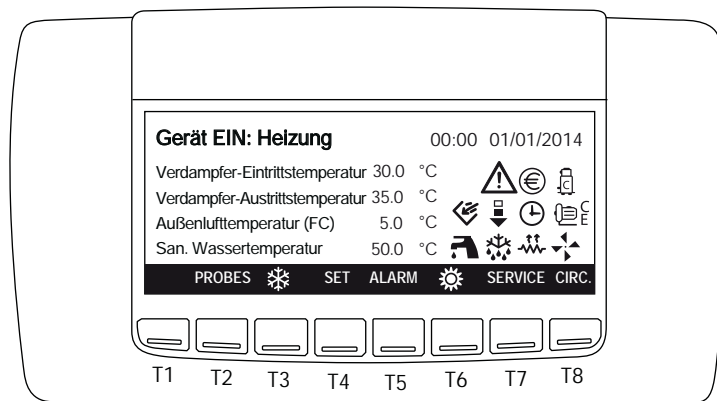 Gerät EIN: Heizung 00:00 01/01/2014
Verdampfer-Eintrittstemperatur 30.0 °C
Verdampfer-Austrittstemperatur 35.0 °C
Außenlufttemperatur (FC) 5.0 °C
San. Wassertemperatur 50.0 °C
€ C
C
E
PROBES SET ALARM SERVICE CIRC.
T1 T2 T3 T4 T5 T6 T7 T8